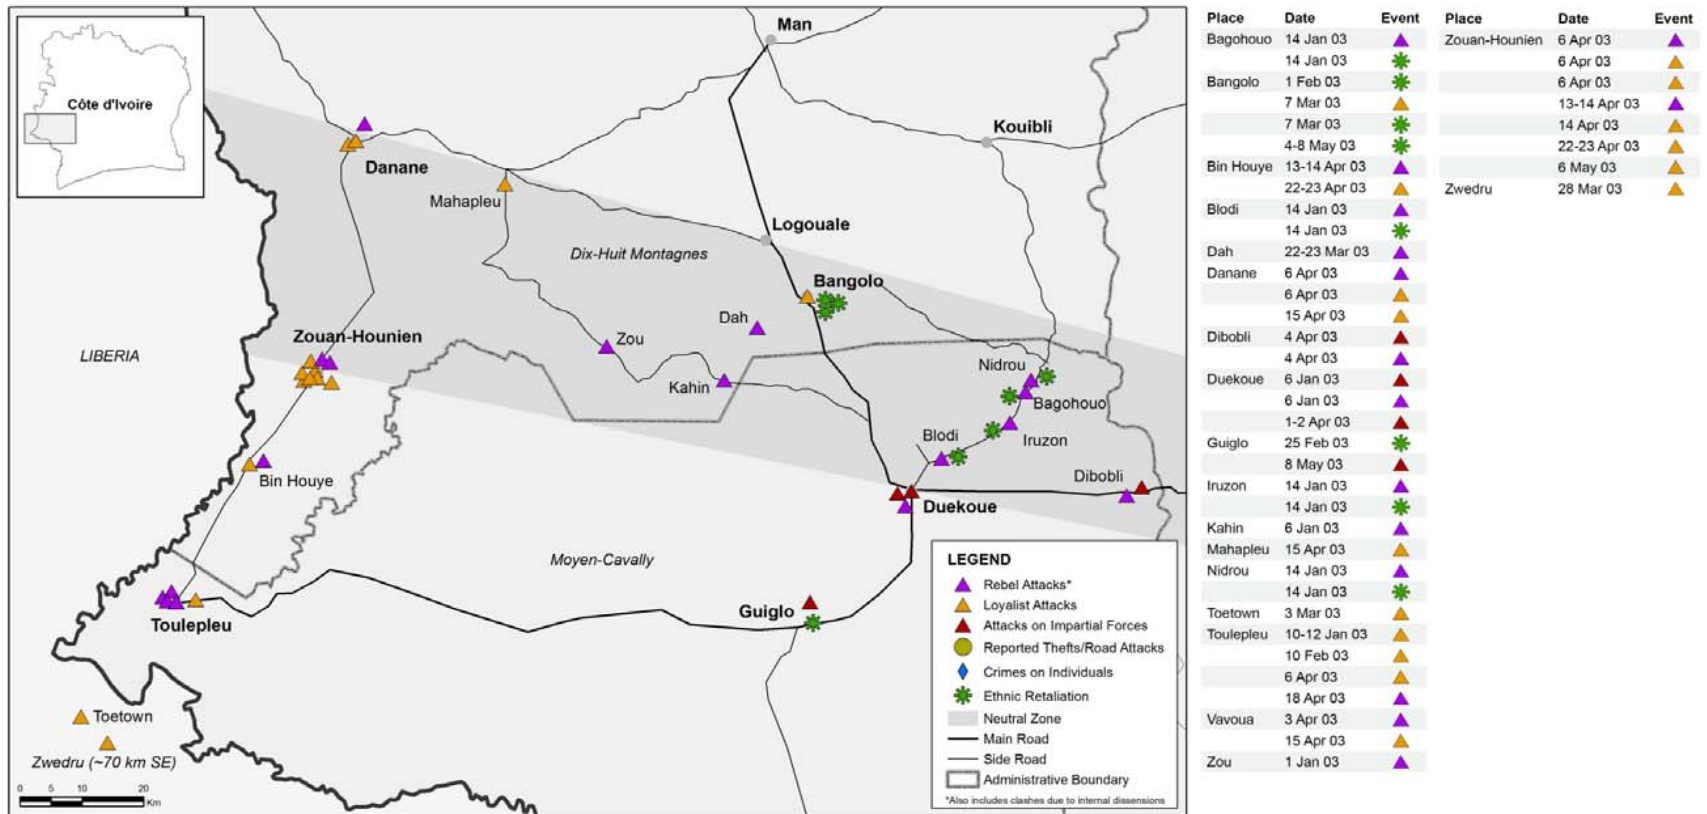 Man
Côte d'Ivoire
Kouibli
Danane
Mahapleu
Logouale
Dix-Huit Montagnes
Bangolo
Dah
Zouan-Hounien
LIBERIA
Zou
Nidrou
Kahin
Bagohouo
Iruzon
Blodi
Bin Houye
Dibobli
Duekoue
Moyen-Cavally
Guiglo
Toulepleu
Toetown
Zwedru (~70 km SE)
0 5 10 20
Km
LEGEND
Rebel Attacks*
Loyalist Attacks
Attacks on Impartial Forces
Reported Thefts/Road Attacks
Crimes on Individuals
Ethnic Retaliation
Neutral Zone
Main Road
Side Road
Administrative Boundary
*Also includes clashes due to internal dissensions
Place Date Event
Bagohouo 14 Jan 03
14 Jan 03
Bangolo 1 Feb 03
7 Mar 03
7 Mar 03
4-8 May 03
Bin Houye 13-14 Apr 03
22-23 Apr 03
Blodi 14 Jan 03
14 Jan 03
Dah 22-23 Mar 03
Danane 6 Apr 03
6 Apr 03
15 Apr 03
Dibobli 4 Apr 03
4 Apr 03
Duekoue 6 Jan 03
6 Jan 03
1-2 Apr 03
Guiglo 25 Feb 03
8 May 03
Iruzon 14 Jan 03
14 Jan 03
Kahin 6 Jan 03
Mahapleu 15 Apr 03
Nidrou 14 Jan 03
14 Jan 03
Toetown 3 Mar 03
Toulepleu 10-12 Jan 03
10 Feb 03
6 Apr 03
18 Apr 03
Vavoua 3 Apr 03
15 Apr 03
Zou 1 Jan 03
Place Date Event
Zouan-Hounien 6 Apr 03
6 Apr 03
6 Apr 03
13-14 Apr 03
14 Apr 03
22-23 Apr 03
6 May 03
Zwedru 28 Mar 03